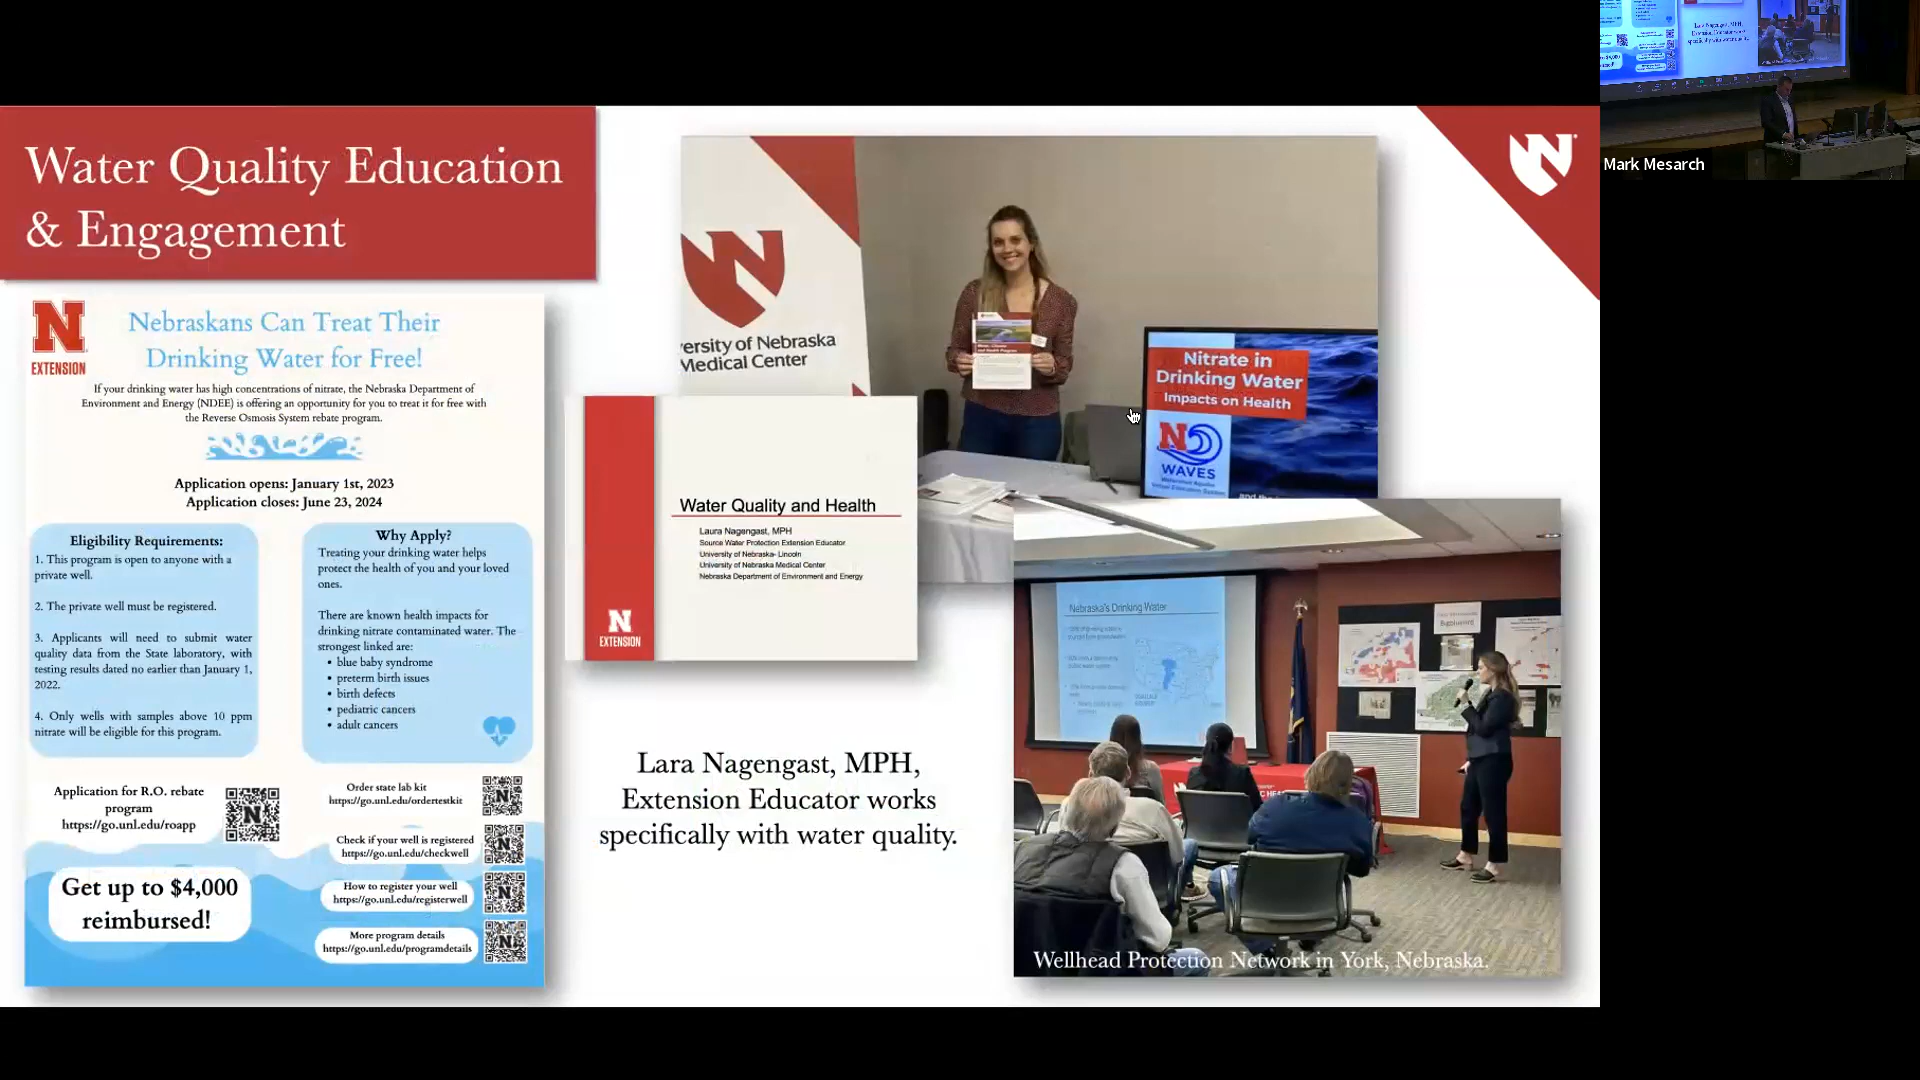 Water Quality Education
& Engagement
N
EXTENSION
Nebraskans Can Treat Their
Drinking Water for Free!
If your drinking water has high concentrations of nitrate, the Nebraska Department of
Environment and Energy (NDEE) is offering an opportunity for you to treat it for free with
the Reverse Osmosis System rebate program.
Application opens: January 1st, 2023
Application closes: June 23, 2024
Eligibility Requirements:
1. This program is open to anyone with a
private well.
2. The private well must be registered.
3. Applicants will need to submit water
quality data from the State laboratory, with
testing results dated no earlier than January 1,
2022.
4. Only wells with samples above 10 ppm
nitrate will be eligible for this program.
Why Apply?
Treating your drinking water helps
protect the health of you and your loved
ones.
There are known health impacts for
drinking nitrate contaminated water. The
strongest linked are:
• blue baby syndrome
• preterm birth issues
• birth defects
• pediatric cancers
• adult cancers
Application for R.O. rebate
program
https://go.unl.edu/roapp
Get up to $4,000
reimbursed!
Order state lab kit
https://go.unl.edu/ordertestkit
Check if your well is registered
https://go.unl.edu/checkwell
How to register your well
https://go.unl.edu/registerwell
More program details
https://go.unl.edu/programdetails
N
ersity of Nebraska
Medical Center
Nitrate in
Drinking Water
Impacts on Health
N
WAVES
and the
Water Quality and Health
Laura Nagengast, MPH
Source Water Protection Extension Educator
University of Nebraska- Lincoln
University of Nebraska Medical Center
Nebraska Department of Environment and Energy
N
EXTENSION
Lara Nagengast, MPH,
Extension Educator works
specifically with water quality.
Nebraska's Drinking Water
Wellhead Protection Network in York, Nebraska.
N
Lara Nagengast, MPH,
Extension Educator works
specifically with water quality.
Mark Mesarch